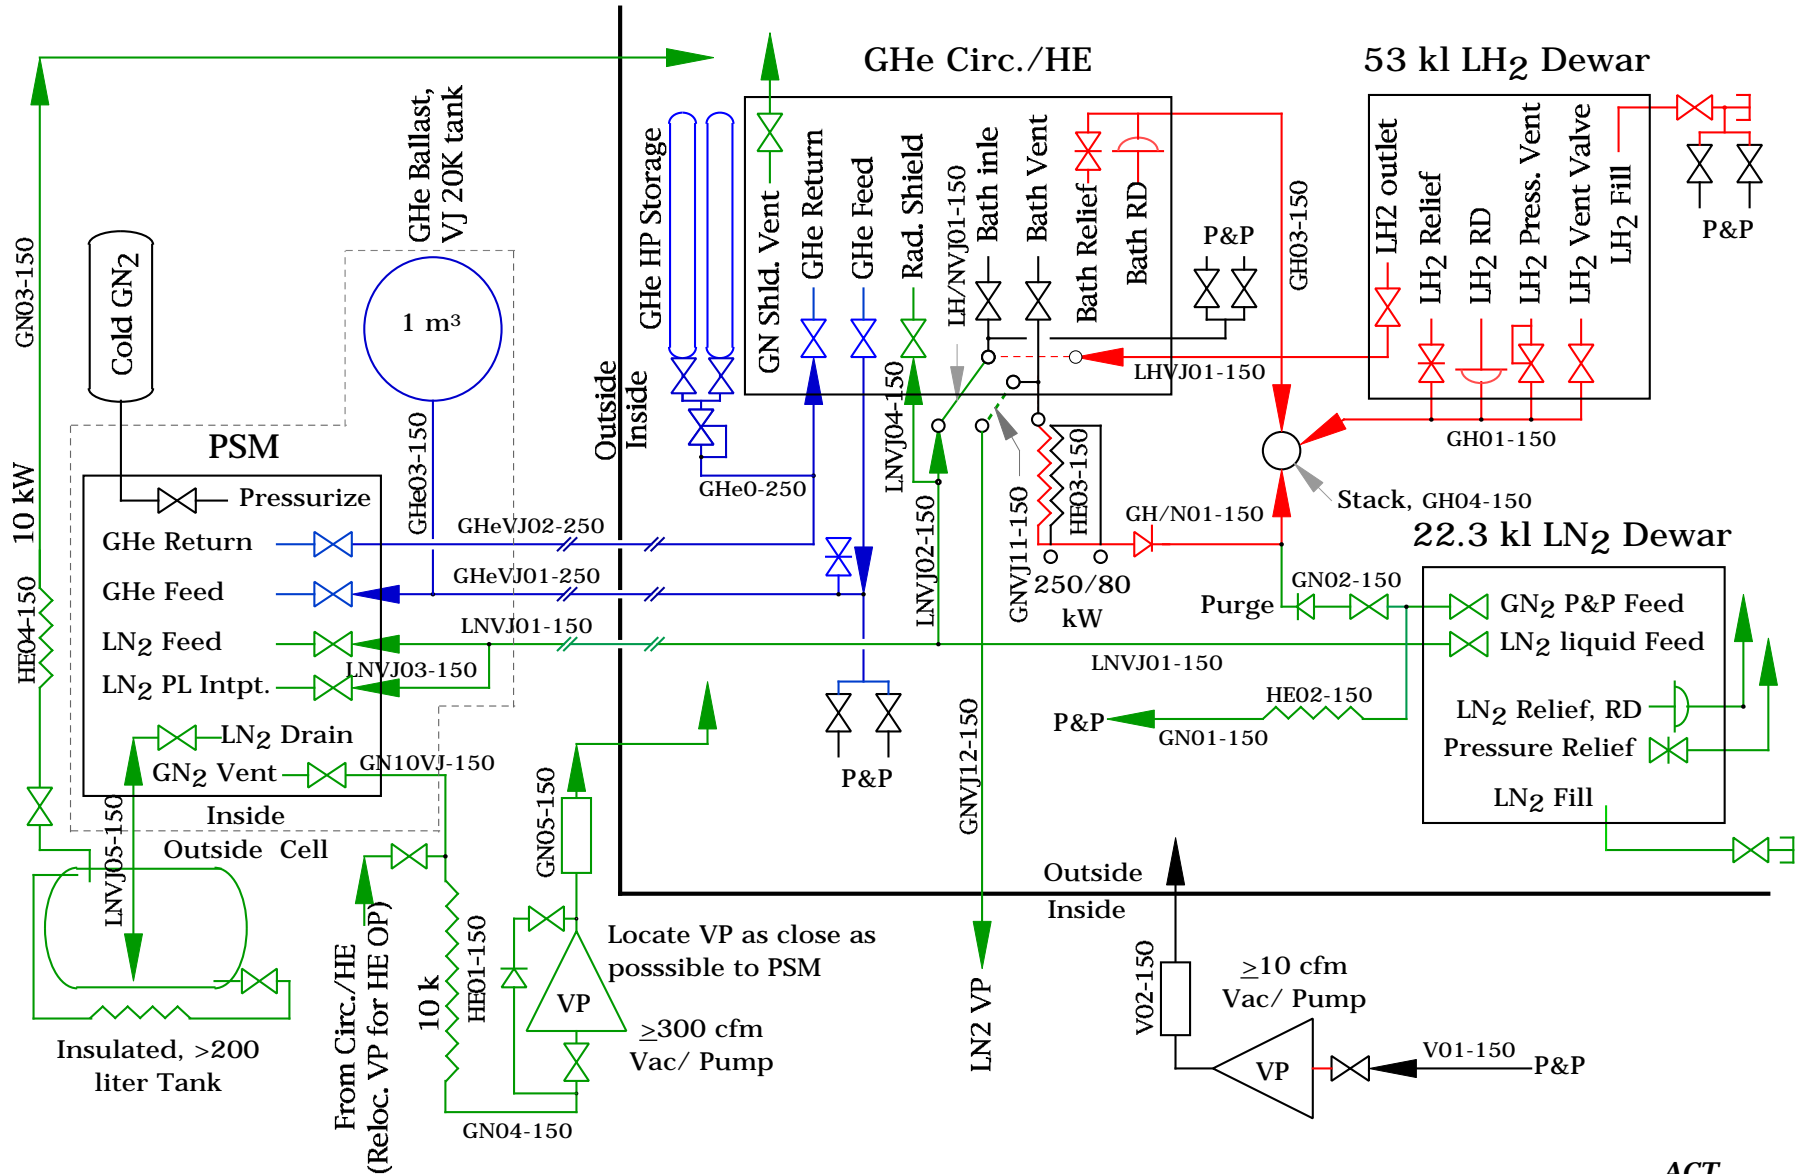 GHe Circ./HE
53 kl LH2 Dewar
GHe Ballast,
VJ 20K tank
GHe HP Storage
GN Shld. Vent
GHe Return
GHe Feed
Rad. Shield
LH/NVJ01-150
Bath inle
Bath Vent
Bath Relief
Bath RD
P&P
GH03-150
LH2 outlet
LH2 Relief
LH2 RD
LH2 Press. Vent
LH2 Vent Valve
LH2 Fill
P&P
GN03-150
Cold GN2
1 m³
Outside
Inside
LHVJ01-150
GH01-150
PSM
GHe03-150
LNVJ04-150
GHe0-250
HE03-150
Stack, GH04-150
10 kW
Pressurize
GHe Return
GHeVJ02-250
GH/N01-150
22.3 kl LN2 Dewar
GHe Feed
GHeVJ01-250
LNVJ02-150
GNVJ11-150
250/80
kW
Purge
GN02-150
GN2 P&P Feed
HE04-150
LN2 Feed
LNVJ01-150
LNVJ01-150
LN2 liquid Feed
LN2 PL Intpt.
LNVJ03-150
HE02-150
P&P
GN01-150
LN2 Relief, RD
LN2 Drain
Pressure Relief
GN2 Vent
GN10VJ-150
P&P
LN2 Fill
LNVJ05-150
Inside
Outside Cell
GN05-150
GNVJ12-150
Outside
Inside
From Circ./HE
(Reloc. VP for HE OP)
10 k
HE01-150
Locate VP as close as
posssible to PSM
VP
≥300 cfm
Vac/ Pump
LN2 VP
V02-150
≥10 cfm
Vac/ Pump
VP
V01-150
P&P
Insulated, >200
liter Tank
GN04-150
ACT